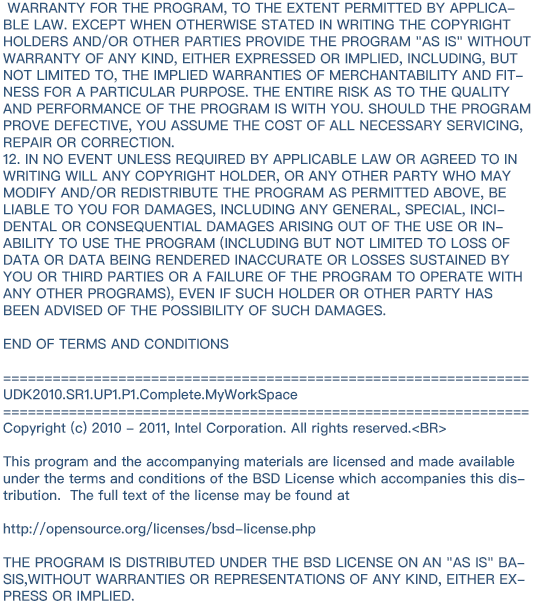 WARRANTY FOR THE PROGRAM, TO THE EXTENT PERMITTED BY APPLICA-
BLE LAW. EXCEPT WHEN OTHERWISE STATED IN WRITING THE COPYRIGHT
HOLDERS AND/OR OTHER PARTIES PROVIDE THE PROGRAM "AS IS" WITHOUT
WARRANTY OF ANY KIND, EITHER EXPRESSED OR IMPLIED, INCLUDING, BUT
NOT LIMITED TO, THE IMPLIED WARRANTIES OF MERCHANTABILITY AND FIT-
NESS FOR A PARTICULAR PURPOSE. THE ENTIRE RISK AS TO THE QUALITY
AND PERFORMANCE OF THE PROGRAM IS WITH YOU. SHOULD THE PROGRAM
PROVE DEFECTIVE, YOU ASSUME THE COST OF ALL NECESSARY SERVICING,
REPAIR OR CORRECTION.
12. IN NO EVENT UNLESS REQUIRED BY APPLICABLE LAW OR AGREED TO IN
WRITING WILL ANY COPYRIGHT HOLDER, OR ANY OTHER PARTY WHO MAY
MODIFY AND/OR REDISTRIBUTE THE PROGRAM AS PERMITTED ABOVE, BE
LIABLE TO YOU FOR DAMAGES, INCLUDING ANY GENERAL, SPECIAL, INCI-
DENTAL OR CONSEQUENTIAL DAMAGES ARISING OUT OF THE USE OR IN-
ABILITY TO USE THE PROGRAM (INCLUDING BUT NOT LIMITED TO LOSS OF
DATA OR DATA BEING RENDERED INACCURATE OR LOSSES SUSTAINED BY
YOU OR THIRD PARTIES OR A FAILURE OF THE PROGRAM TO OPERATE WITH
ANY OTHER PROGRAMS), EVEN IF SUCH HOLDER OR OTHER PARTY HAS
BEEN ADVISED OF THE POSSIBILITY OF SUCH DAMAGES.
END OF TERMS AND CONDITIONS
================================================================
UDK2010.SR1.UP1.P1.Complete.MyWorkSpace
================================================================
Copyright (c) 2010 - 2011, Intel Corporation. All rights reserved.<BR>
This program and the accompanying materials are licensed and made available
under the terms and conditions of the BSD License which accompanies this dis-
tribution.  The full text of the license may be found at
http://opensource.org/licenses/bsd-license.php
THE PROGRAM IS DISTRIBUTED UNDER THE BSD LICENSE ON AN "AS IS" BA-
SIS,WITHOUT WARRANTIES OR REPRESENTATIONS OF ANY KIND, EITHER EX-
PRESS OR IMPLIED.